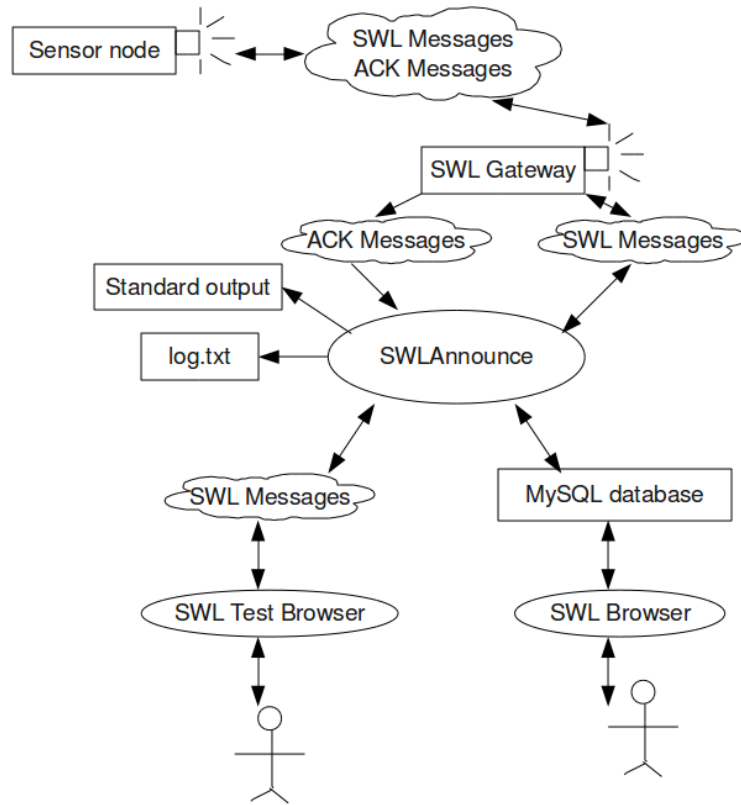 Sensor node
SWL Messages
ACK Messages
SWL Gateway
ACK Messages
SWL Messages
Standard output
log.txt
SWLAnnounce
SWL Messages
MySQL database
SWL Test Browser
SWL Browser